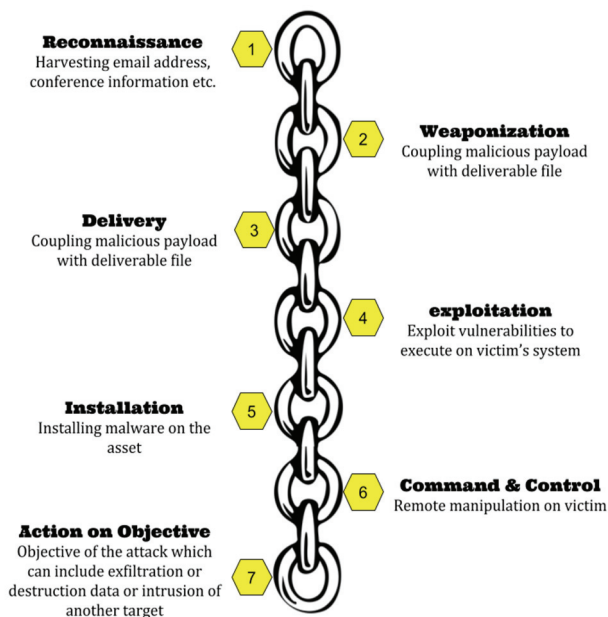 Reconnaissance
Harvesting email address,
conference information etc.
1
2
Weaponization
Coupling malicious payload
with deliverable file
Delivery
Coupling malicious payload
with deliverable file
3
4
exploitation
Exploit vulnerabilities to
execute on victim's system
Installation
Installing malware on the
asset
5
6
Command & Control
Remote manipulation on victim
Action on Objective
Objective of the attack which
can include exfiltration or
destruction data or intrusion of
another target
7